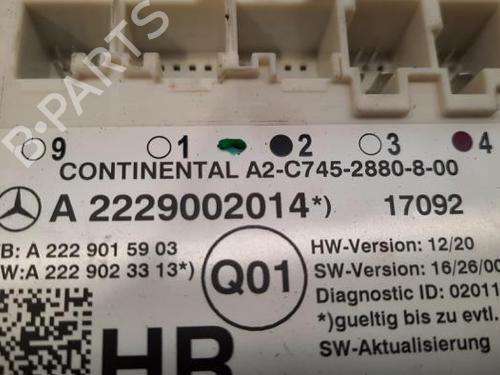 9 1 2 3 4
CONTINENTAL A2-C745-2880-8-00
A 2229002014*) 17092
B: A 222 901 59 03
W:A 222 902 33 13*)
Q01
HW-Version: 12/20
SW-Version: 16/26/00
Diagnostic ID: 02011
*)gueltig bis zu evtl.
SW-Aktualisierung
HB
B-PARTS